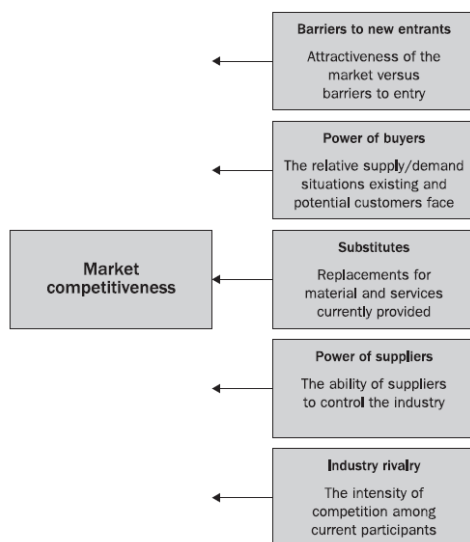 Barriers to new entrants
Attractiveness of the
market versus
barriers to entry
Power of buyers
The relative supply/demand
situations existing and
potential customers face
Market
competitiveness
Substitutes
Replacements for
material and services
currently provided
Power of suppliers
The ability of suppliers
to control the industry
Industry rivalry
The intensity of
competition among
current participants